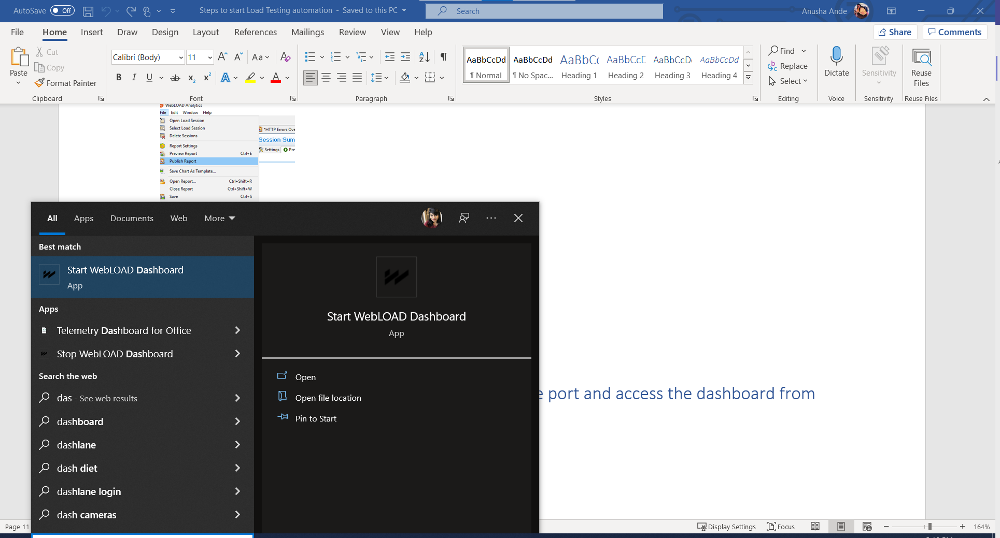 AutoSave Off Steps to start Load Testing automation - Saved to this PC Search Anusha Ande
File Home Insert Draw Design Layout References Mailings Review View Help Share Comments
Paste Cut Copy Format Painter
Clipboard
Calibri (Body) 11 Aa
B I U ab x₂ x² A A
Font
Paragraph
AaBbCcDd AaBbCcDd AaBbCc AaBbCcD AaBbCcDc AaBbCcDd
¶ Normal ¶ No Spac... Heading 1 Heading 2 Heading 3 Heading 4
Styles
Find
Replace
Select
Editing
Dictate
Voice
Sensitivity
Sensitivity
Reuse Files
Reuse Files
WebLOAD Analytics
File Edit Window Help
Open Load Session
Select Load Session
Delete Sessions
Report Settings
Preview Report Ctrl+E
Publish Report
Save Chart As Template...
Open Report... Ctrl+Shift+R
Close Report Ctrl+Shift+W
Save Ctrl+S
*HTTP Errors Ove
Session Sum
Settings Pre
All Apps Documents Web More
Best match
Start WebLOAD Dashboard
App
Apps
Telemetry Dashboard for Office
Stop WebLOAD Dashboard
Search the web
das - See web results
dashboard
dashlane
dash diet
dashlane login
dash cameras
Start WebLOAD Dashboard
App
Open
Open file location
Pin to Start
e port and access the dashboard from
Page 11 Display Settings Focus 164%